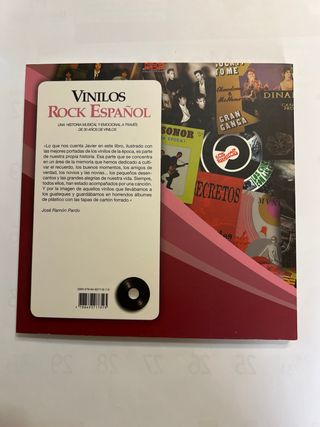 VINILOS
ROCK ESPAÑOL
UNA HISTORIA MUSICAL Y EMOCIONAL A TRAVÉS
DE 50 AÑOS DE VINILOS
«Lo que nos cuenta Javier en este libro, ilustrado con
las mejores portadas de los vinilos de la época, es parte
de nuestra propia historia. Esa parte que se concentra
en un área de la memoria que hemos dedicado a culti-
var el recuerdo, los buenos momentos, los amigos de
verdad, los novios y las novias... los pequeños desen-
cantos y las grandes alegrías de nuestra vida. Siempre,
todos ellos, han estado acompañados por una canción.
Y por la imagen de aquellos vinilos que llevábamos a
los guateques y guardábamos en horrendos álbumes
de plástico con las tapas de cartón forrado.»
José Ramón Pardo
GRAN
GANGA
DINA
SECRETOS